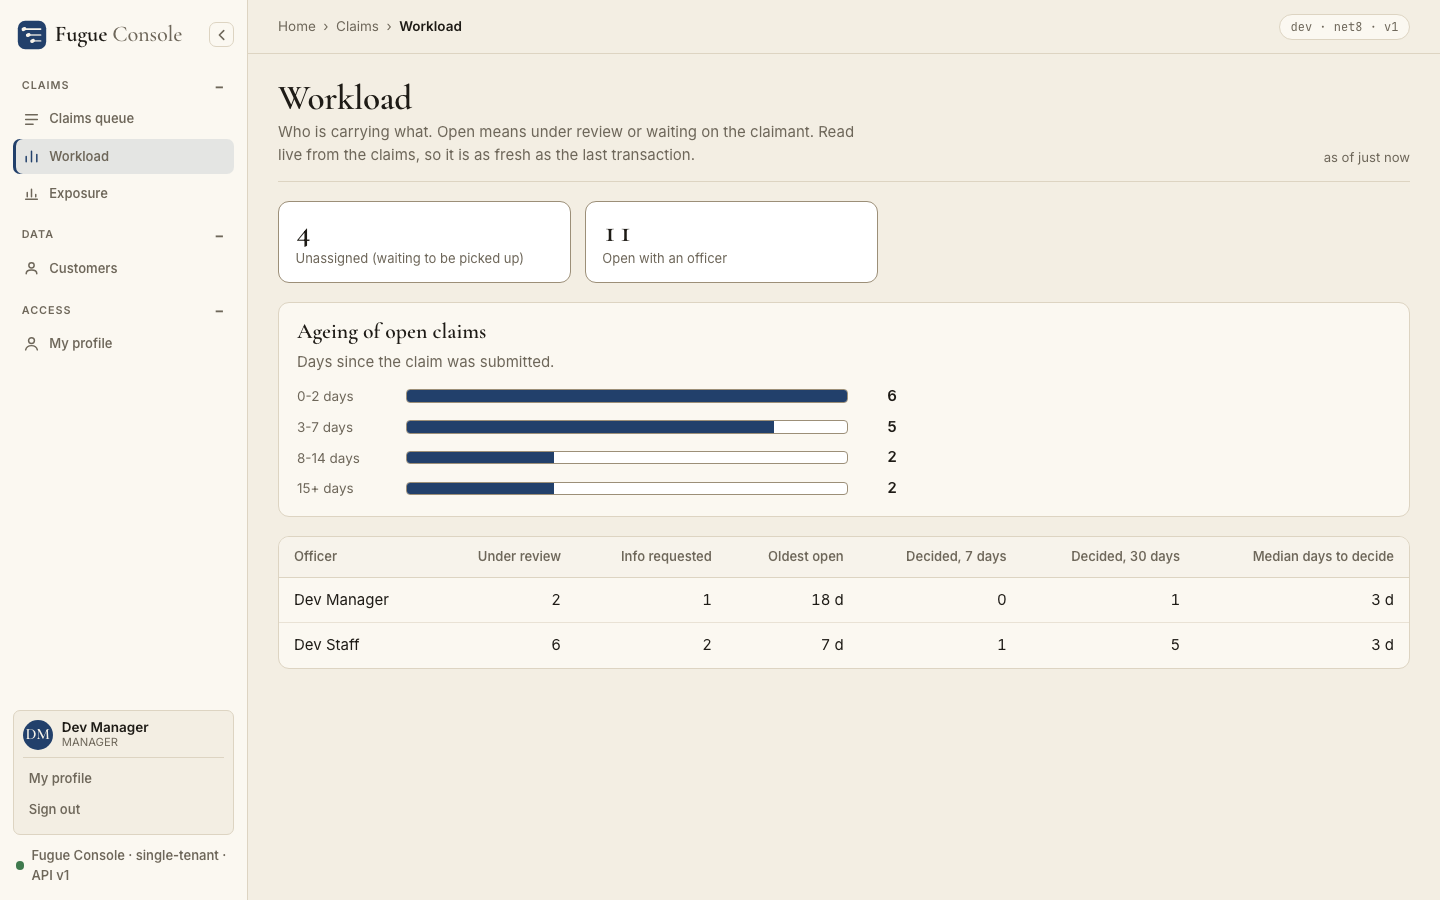 Fugue Console
CLAIMS
Claims queue
Workload
Exposure
DATA
Customers
ACCESS
My profile
DM
Dev Manager
MANAGER
My profile
Sign out
Fugue Console · single-tenant ·
API v1
Home › Claims › Workload
dev · net8 · v1
Workload
Who is carrying what. Open means under review or waiting on the claimant. Read
live from the claims, so it is as fresh as the last transaction.
as of just now
4
Unassigned (waiting to be picked up)
11
Open with an officer
Ageing of open claims
Days since the claim was submitted.
0-2 days 6
3-7 days 5
8-14 days 2
15+ days 2
Officer Under review Info requested Oldest open Decided, 7 days Decided, 30 days Median days to decide
Dev Manager 2 1 18 d 0 1 3 d
Dev Staff 6 2 7 d 1 5 3 d